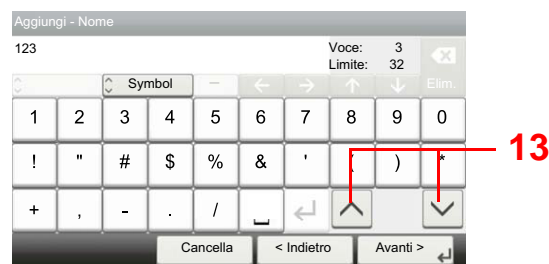 Aggiungi - Nome
123 Voce: 3
Limite: 32
Symbol Elim.
1 2 3 4 5 6 7 8 9 0
! " # $ % & ' ( ) *
+ , - . /
Cancella < Indietro Avanti >
13